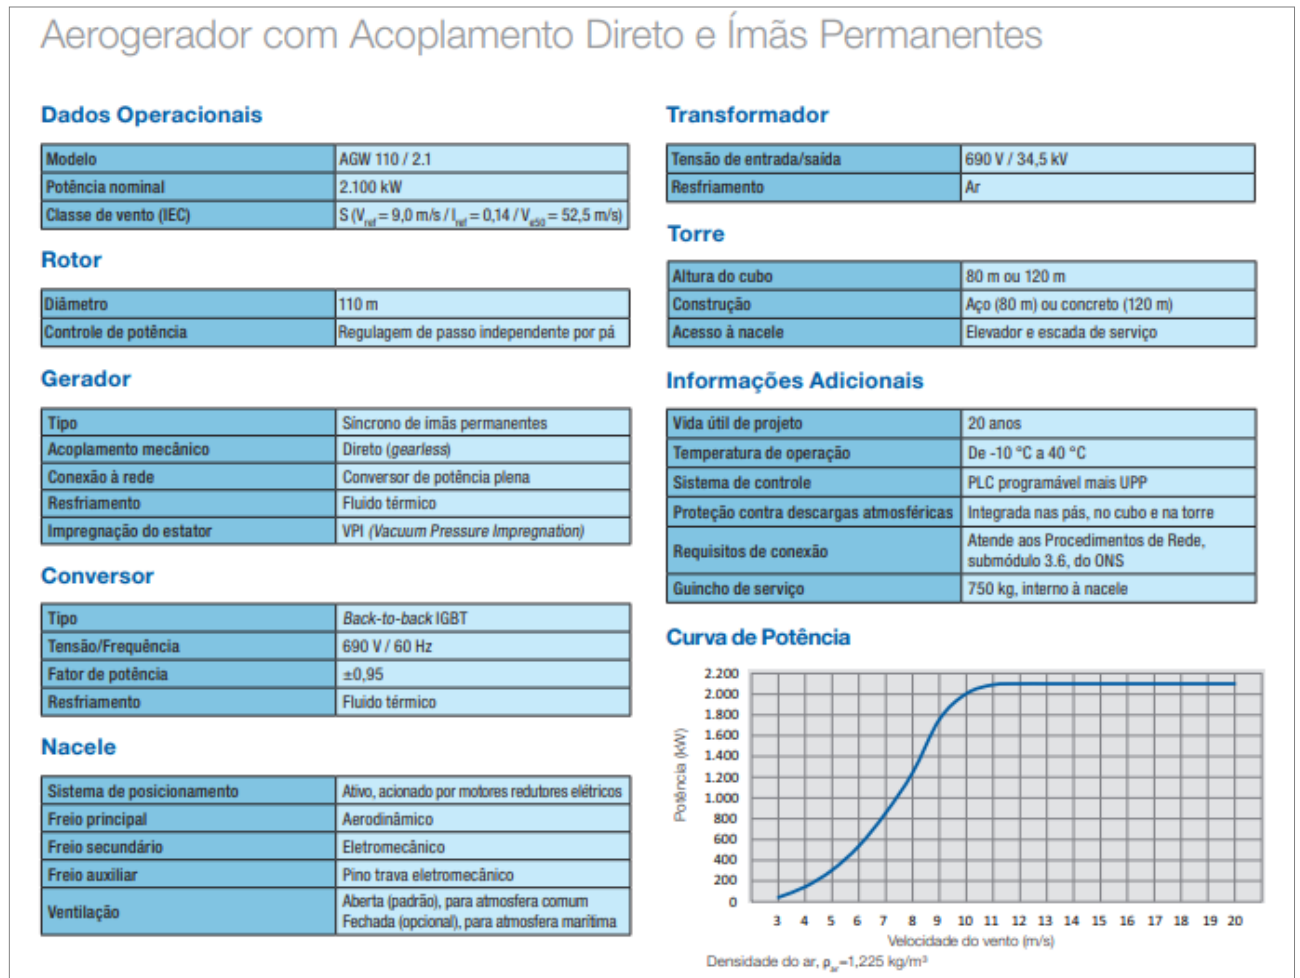 Aerogerador com Acoplamento Direto e Ímãs Permanentes
Dados Operacionais
Modelo AGW 110 / 2.1
Potência nominal 2.100 kW
Classe de vento (IEC) S (Vref = 9,0 m/s / Iref = 0,14 / Ve50 = 52,5 m/s)
Rotor
Diâmetro 110 m
Controle de potência Regulagem de passo independente por pá
Gerador
Tipo Síncrono de ímãs permanentes
Acoplamento mecânico Direto (gearless)
Conexão à rede Conversor de potência plena
Resfriamento Fluido térmico
Impregnação do estator VPI (Vacuum Pressure Impregnation)
Conversor
Tipo Back-to-back IGBT
Tensão/Frequência 690 V / 60 Hz
Fator de potência ±0,95
Resfriamento Fluido térmico
Nacele
Sistema de posicionamento Ativo, acionado por motores redutores elétricos
Freio principal Aerodinâmico
Freio secundário Eletromecânico
Freio auxiliar Pino trava eletromecânico
Ventilação Aberta (padrão), para atmosfera comum
Fechada (opcional), para atmosfera marítima
Transformador
Tensão de entrada/saída 690 V / 34,5 kV
Resfriamento Ar
Torre
Altura do cubo 80 m ou 120 m
Construção Aço (80 m) ou concreto (120 m)
Acesso à nacele Elevador e escada de serviço
Informações Adicionais
Vida útil de projeto 20 anos
Temperatura de operação De -10 °C a 40 °C
Sistema de controle PLC programável mais UPP
Proteção contra descargas atmosféricas Integrada nas pás, no cubo e na torre
Requisitos de conexão Atende aos Procedimentos de Rede,
submódulo 3.6, do ONS
Guincho de serviço 750 kg, interno à nacele
Curva de Potência
Potência (kW)
2.200
2.000
1.800
1.600
1.400
1.200
1.000
800
600
400
200
0
3 4 5 6 7 8 9 10 11 12 13 14 15 16 17 18 19 20
Velocidade do vento (m/s)
Densidade do ar, ρar=1,225 kg/m³